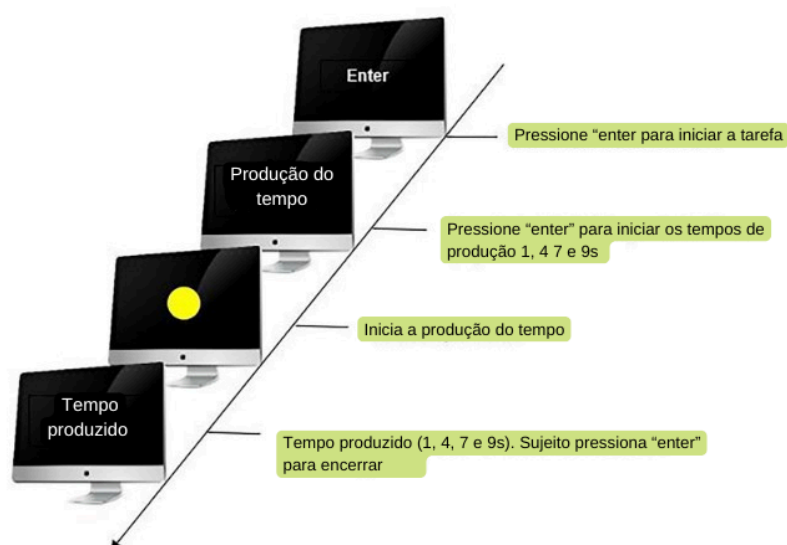 Enter
Pressione “enter para iniciar a tarefa
Produção do
tempo
Pressione “enter” para iniciar os tempos de
produção 1, 4 7 e 9s
Inicia a produção do tempo
Tempo
produzido
Tempo produzido (1, 4, 7 e 9s). Sujeito pressiona “enter”
para encerrar